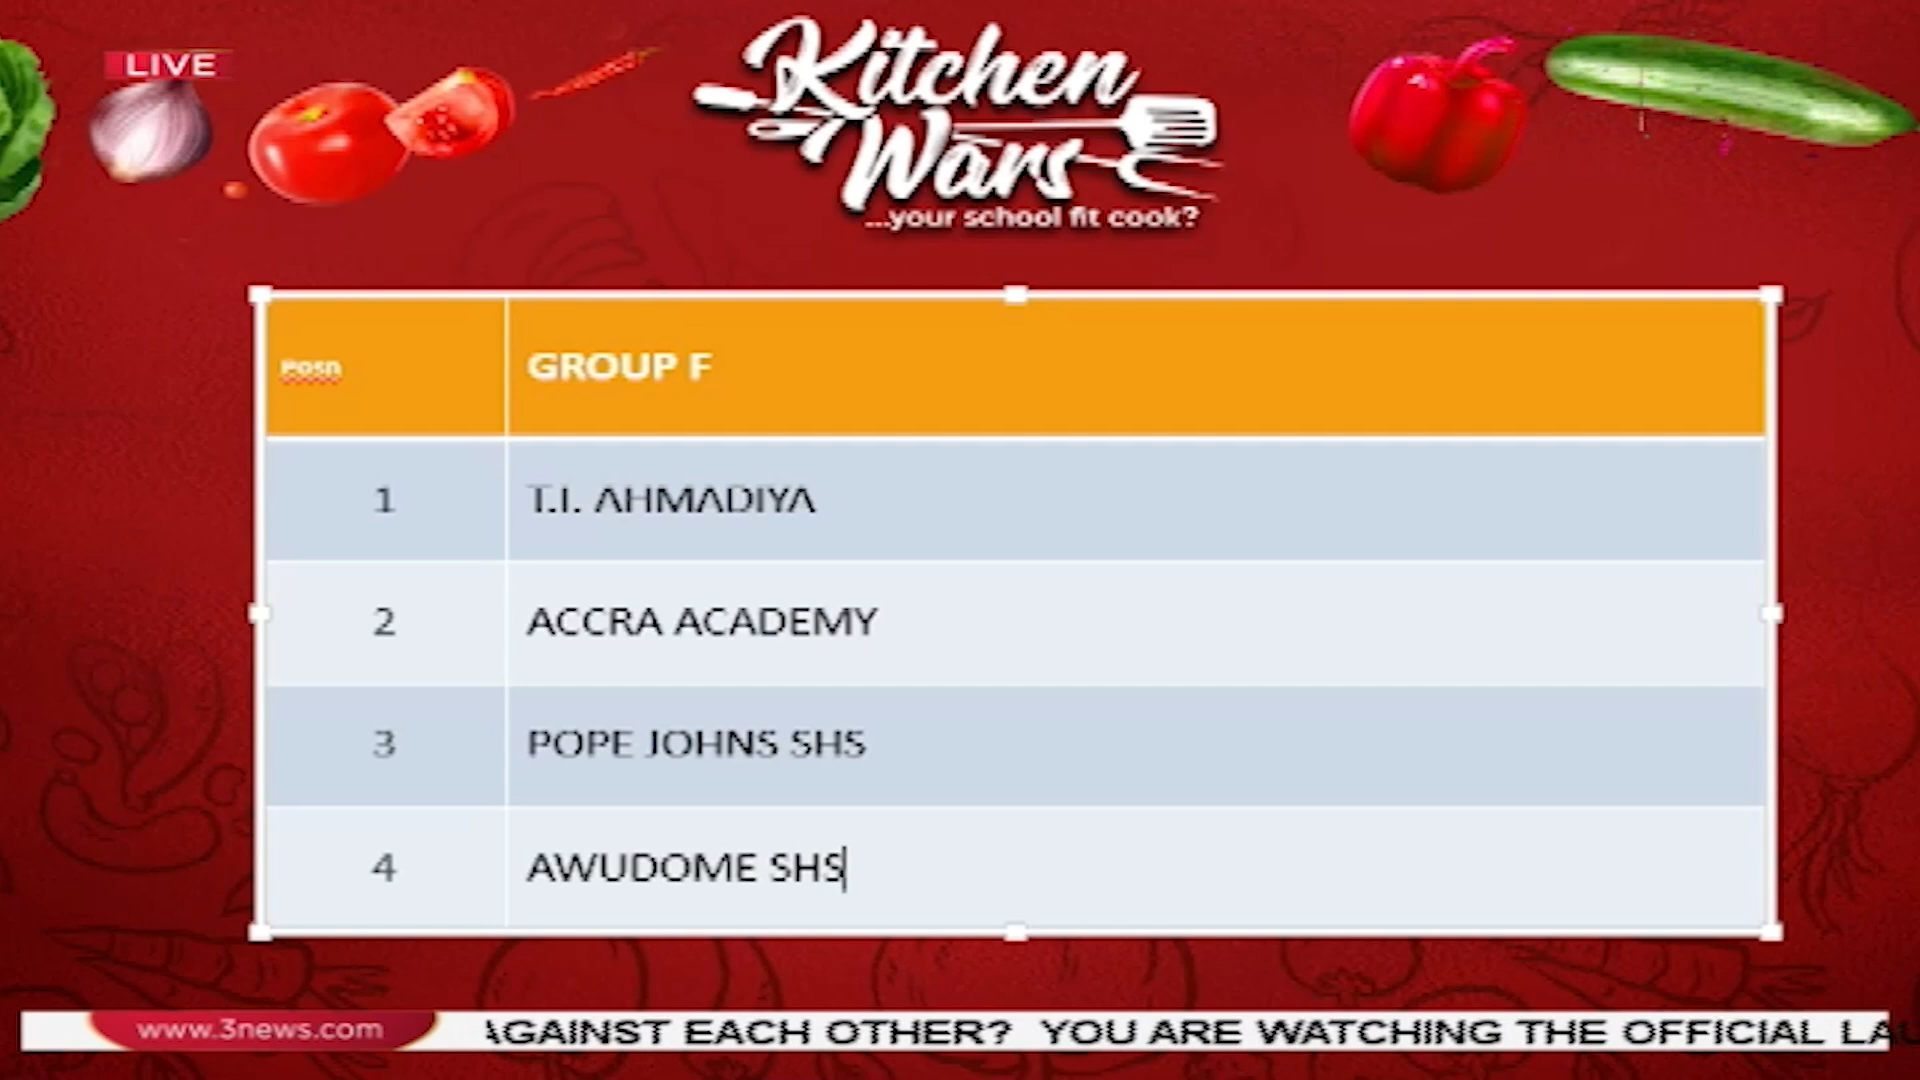 LIVE
Kitchen
Wars
...your school fit cook?
Posn
GROUP F
1
T.I. AHMADIYA
2
ACCRA ACADEMY
3
POPE JOHNS SHS
4
AWUDOME SHS
www.3news.com
AGAINST EACH OTHER? YOU ARE WATCHING THE OFFICIAL